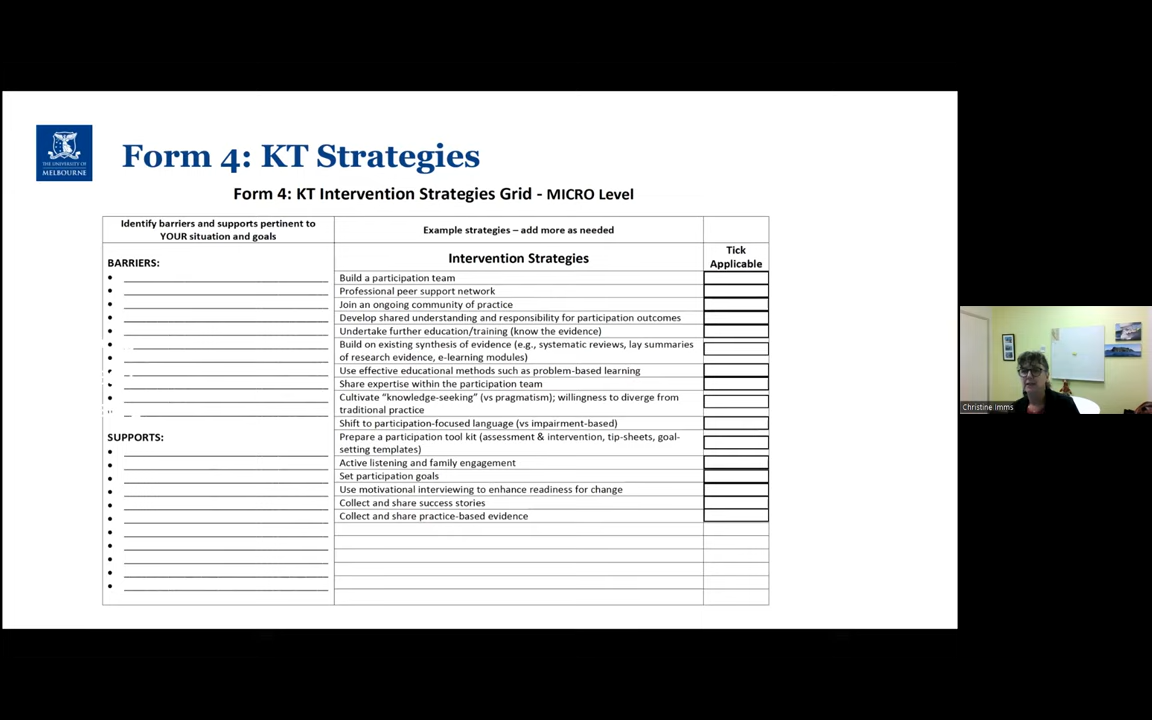 THE UNIVERSITY OF
MELBOURNE
Form 4: KT Strategies
Form 4: KT Intervention Strategies Grid - MICRO Level
Identify barriers and supports pertinent to
YOUR situation and goals
Example strategies – add more as needed
BARRIERS:
SUPPORTS:
Intervention Strategies
Tick
Applicable
Build a participation team
Professional peer support network
Join an ongoing community of practice
Develop shared understanding and responsibility for participation outcomes
Undertake further education/training (know the evidence)
Build on existing synthesis of evidence (e.g., systematic reviews, lay summaries
of research evidence, e-learning modules)
Use effective educational methods such as problem-based learning
Share expertise within the participation team
Cultivate “knowledge-seeking” (vs pragmatism); willingness to diverge from
traditional practice
Shift to participation-focused language (vs impairment-based)
Prepare a participation tool kit (assessment & intervention, tip-sheets, goal-
setting templates)
Active listening and family engagement
Set participation goals
Use motivational interviewing to enhance readiness for change
Collect and share success stories
Collect and share practice-based evidence
Christine Imms